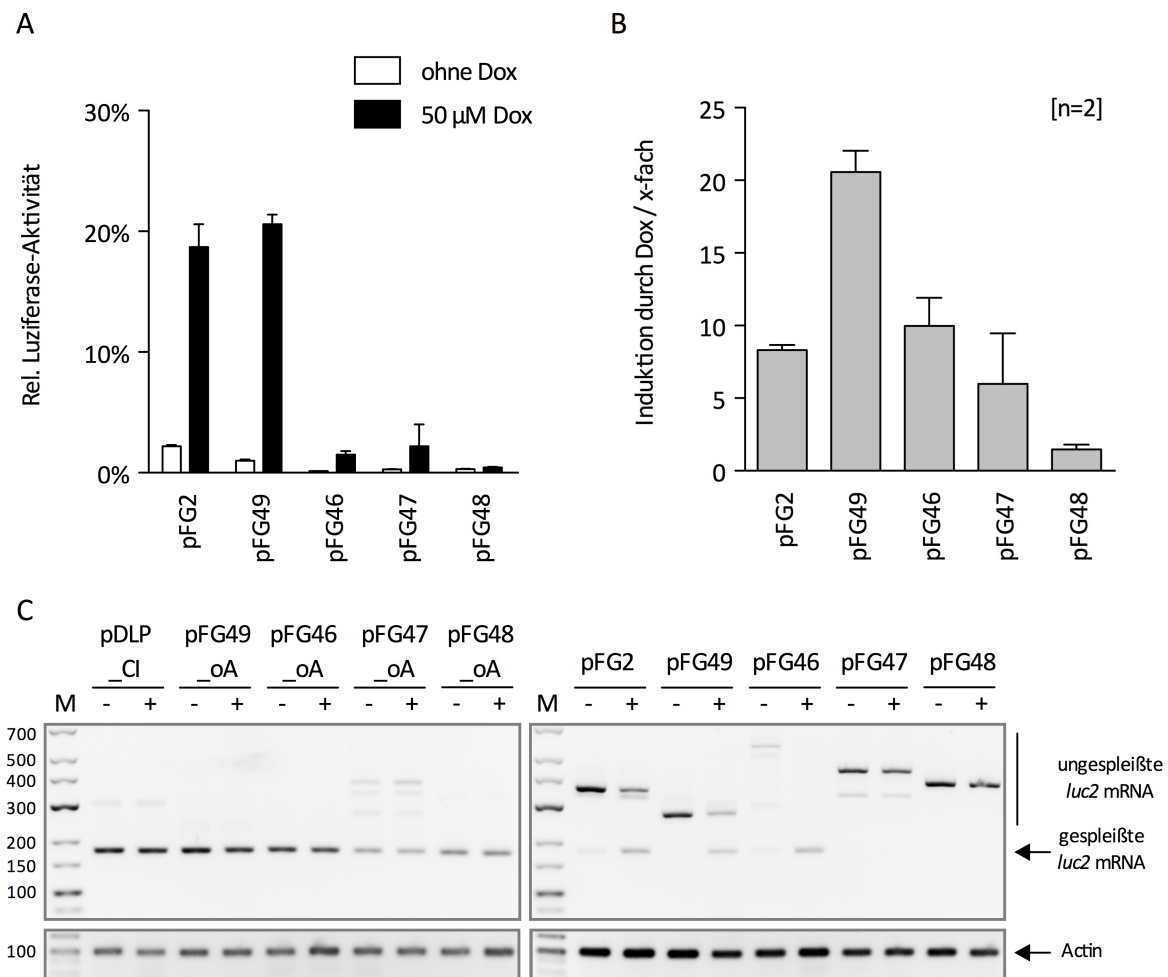 A
ohne Dox
50 µM Dox
Rel. Luziferase-Aktivität
30%
20%
10%
0%
pFG2
pFG49
pFG46
pFG47
pFG48
B
[n=2]
Induktion durch Dox / x-fach
25
20
15
10
5
0
pFG2
pFG49
pFG46
pFG47
pFG48
C
pDLP pFG49 pFG46 pFG47 pFG48
_Cl _oA _oA _oA _oA
M - + - + - + - + - +
700
500
400
300
200
150
100
100
pFG2 pFG49 pFG46 pFG47 pFG48
M - + - + - + - + - +
ungespleißte
luc2 mRNA
gespleißte
luc2 mRNA
Actin